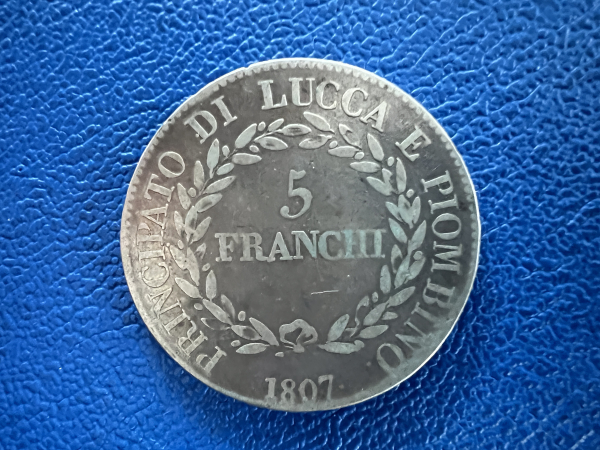 PRINCIPATO DI LUCCA E PIOMBINO
5
FRANCHI
1807